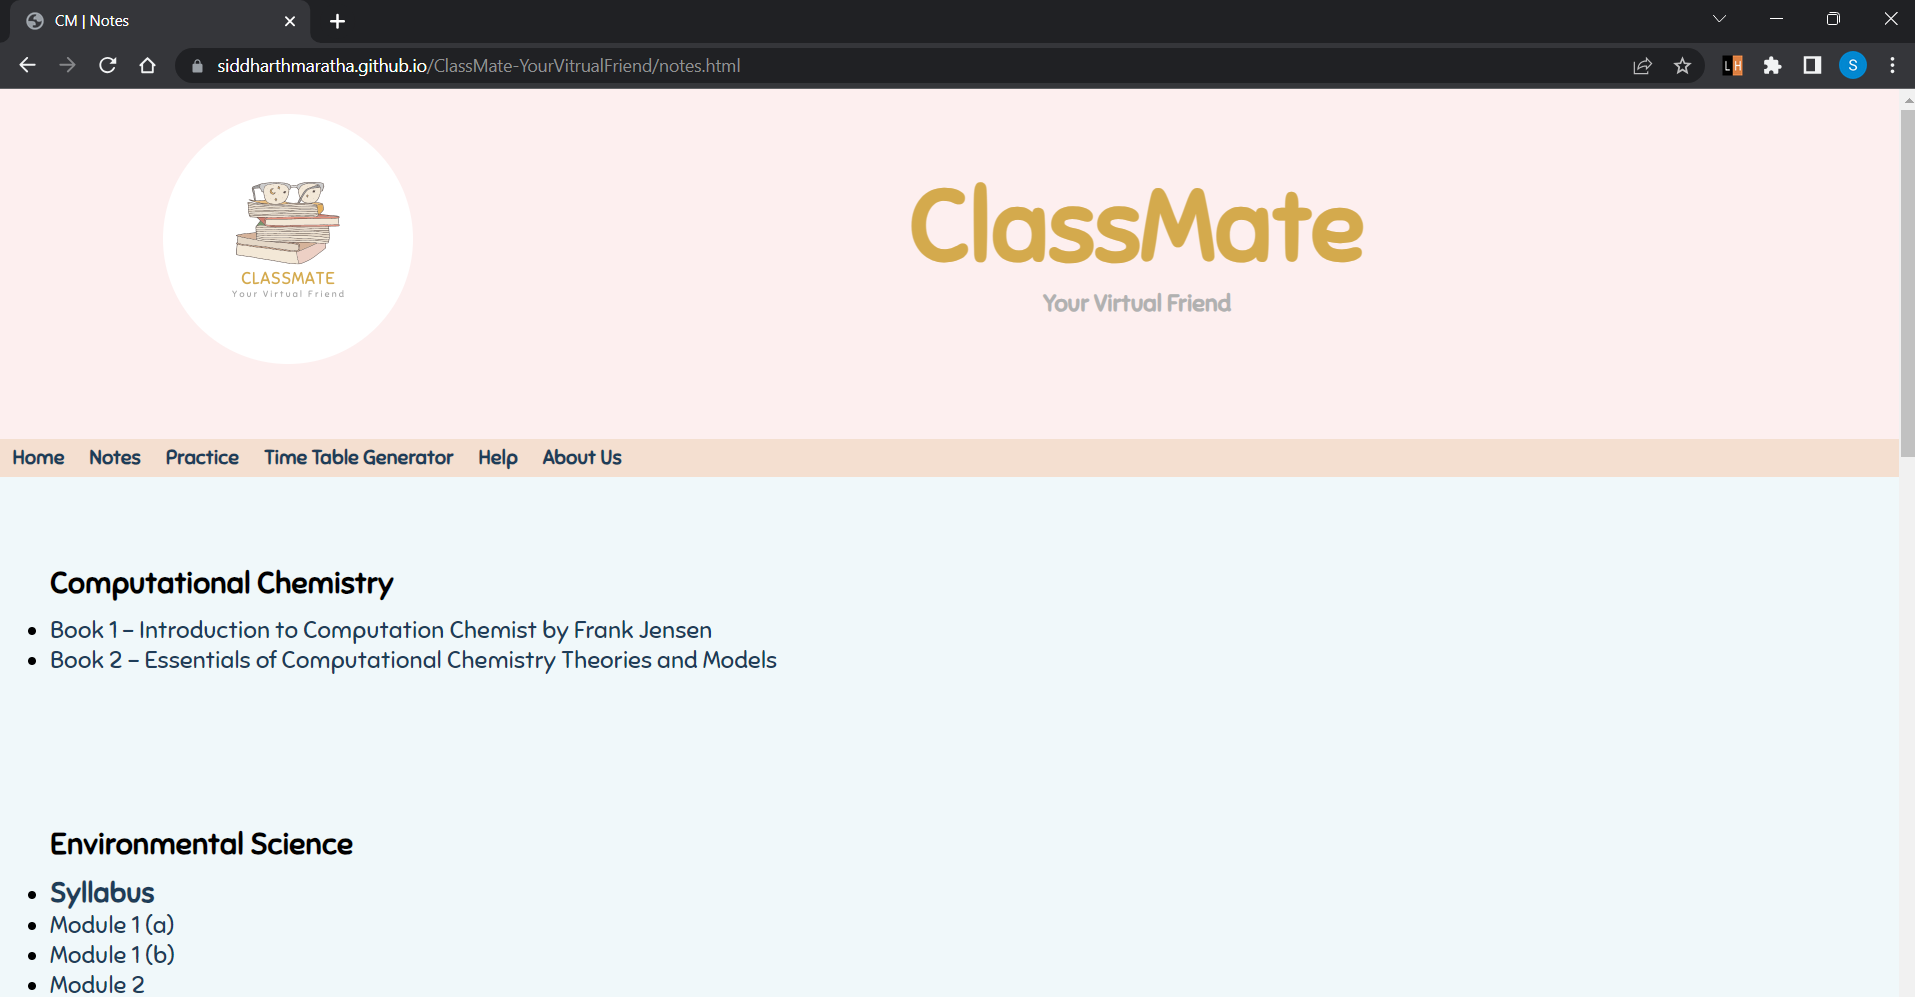 CM | Notes
siddharthmaratha.github.io/ClassMate-YourVitrualFriend/notes.html
L H
S
CLASSMATE
Your Virtual Friend
ClassMate
Your Virtual Friend
Home Notes Practice Time Table Generator Help About Us
Computational Chemistry
Book 1 – Introduction to Computation Chemist by Frank Jensen
Book 2 – Essentials of Computational Chemistry Theories and Models
Environmental Science
Syllabus
Module 1 (a)
Module 1 (b)
Module 2